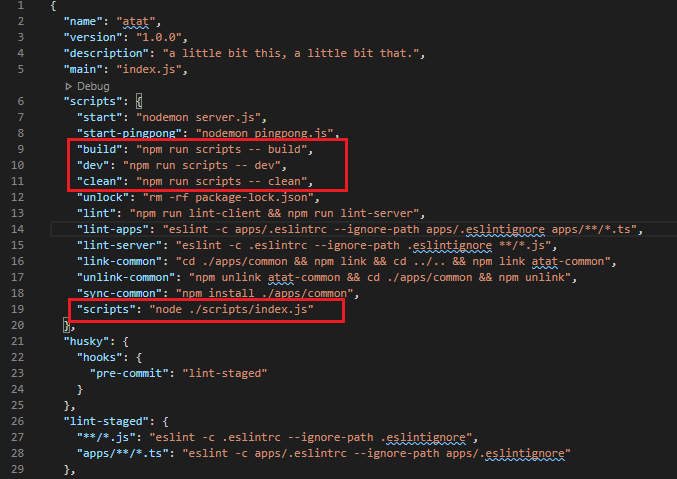 1 {
2 "name": "atat",
3 "version": "1.0.0",
4 "description": "a little bit this, a little bit that.",
5 "main": "index.js",
Debug
6 "scripts": {
7 "start": "nodemon server.js",
8 "start-pingpong": "nodemon pingpong.js",
9 "build": "npm run scripts -- build",
10 "dev": "npm run scripts -- dev",
11 "clean": "npm run scripts -- clean",
12 "unlock": "rm -rf package-lock.json",
13 "lint": "npm run lint-client && npm run lint-server",
14 "lint-apps": "eslint -c apps/.eslintrc --ignore-path apps/.eslintignore apps/**/*.ts",
15 "lint-server": "eslint -c .eslintrc --ignore-path .eslintignore **/*.js",
16 "link-common": "cd ./apps/common && npm link && cd ../.. && npm link atat-common",
17 "unlink-common": "npm unlink atat-common && cd ./apps/common && npm unlink",
18 "sync-common": "npm install ./apps/common",
19 "scripts": "node ./scripts/index.js"
20 },
21 "husky": {
22 "hooks": {
23 "pre-commit": "lint-staged"
24 }
25 },
26 "lint-staged": {
27 "**/*.js": "eslint -c .eslintrc --ignore-path .eslintignore",
28 "apps/**/*.ts": "eslint -c apps/.eslintrc --ignore-path apps/.eslintignore"
29 },